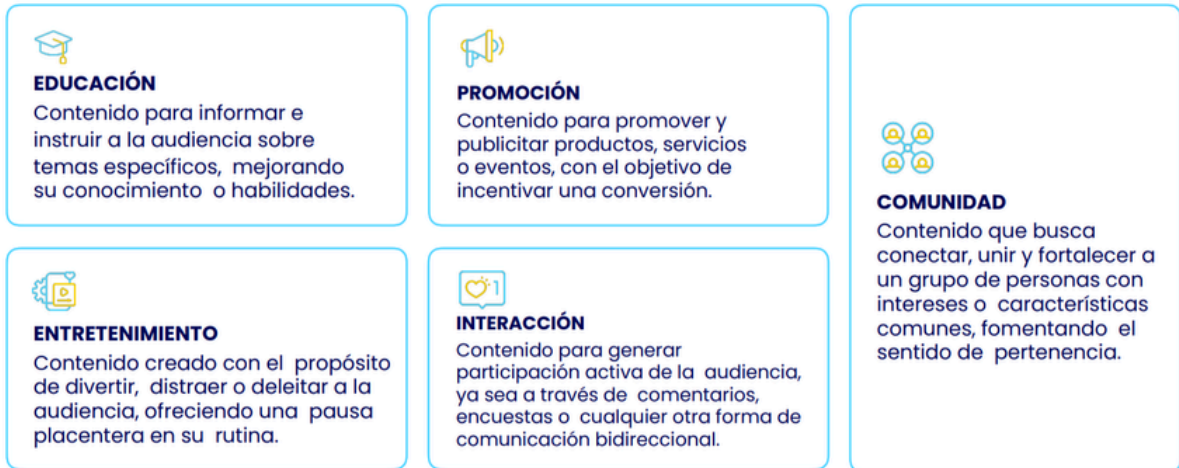 EDUCACIÓN
Contenido para informar e
instruir a la audiencia sobre
temas específicos, mejorando
su conocimiento o habilidades.
PROMOCIÓN
Contenido para promover y
publicitar productos, servicios
o eventos, con el objetivo de
incentivar una conversión.
ENTRETENIMIENTO
Contenido creado con el propósito
de divertir, distraer o deleitar a la
audiencia, ofreciendo una pausa
placentera en su rutina.
1
INTERACCIÓN
Contenido para generar
participación activa de la audiencia,
ya sea a través de comentarios,
encuestas o cualquier otra forma de
comunicación bidireccional.
COMUNIDAD
Contenido que busca
conectar, unir y fortalecer a
un grupo de personas con
intereses o características
comunes, fomentando el
sentido de pertenencia.